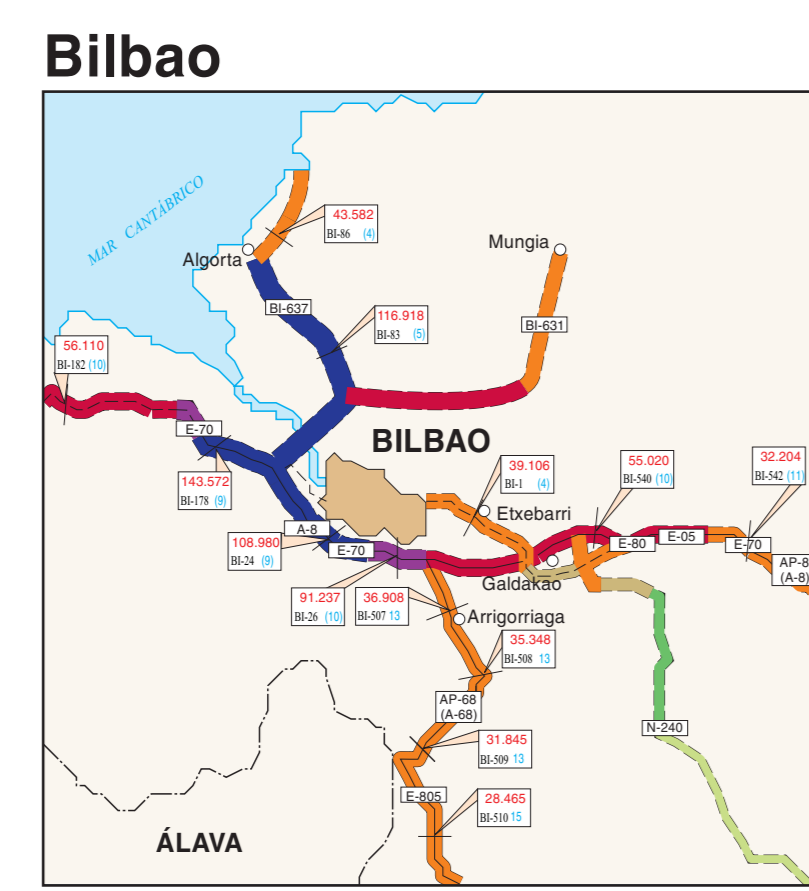 Bilbao
MAR CANTÁBRICO
43.582
BI-86 (4)
Algorta
Mungia
BI-637
116.918
BI-83 (5)
BI-631
56.110
BI-182 (10)
E-70
BILBAO
143.572
BI-178 (9)
39.106
BI-1 (4)
55.020
BI-540 (10)
32.204
BI-542 (11)
Etxebarri
A-8
108.980
BI-24 (9)
E-70
E-80
E-05
E-70
AP-8
(A-8)
Galdakao
91.237
BI-26 (10)
36.908
BI-507 13
Arrigorriaga
35.348
BI-508 13
AP-68
(A-68)
N-240
31.845
BI-509 13
E-805
28.465
BI-510 15
ÁLAVA